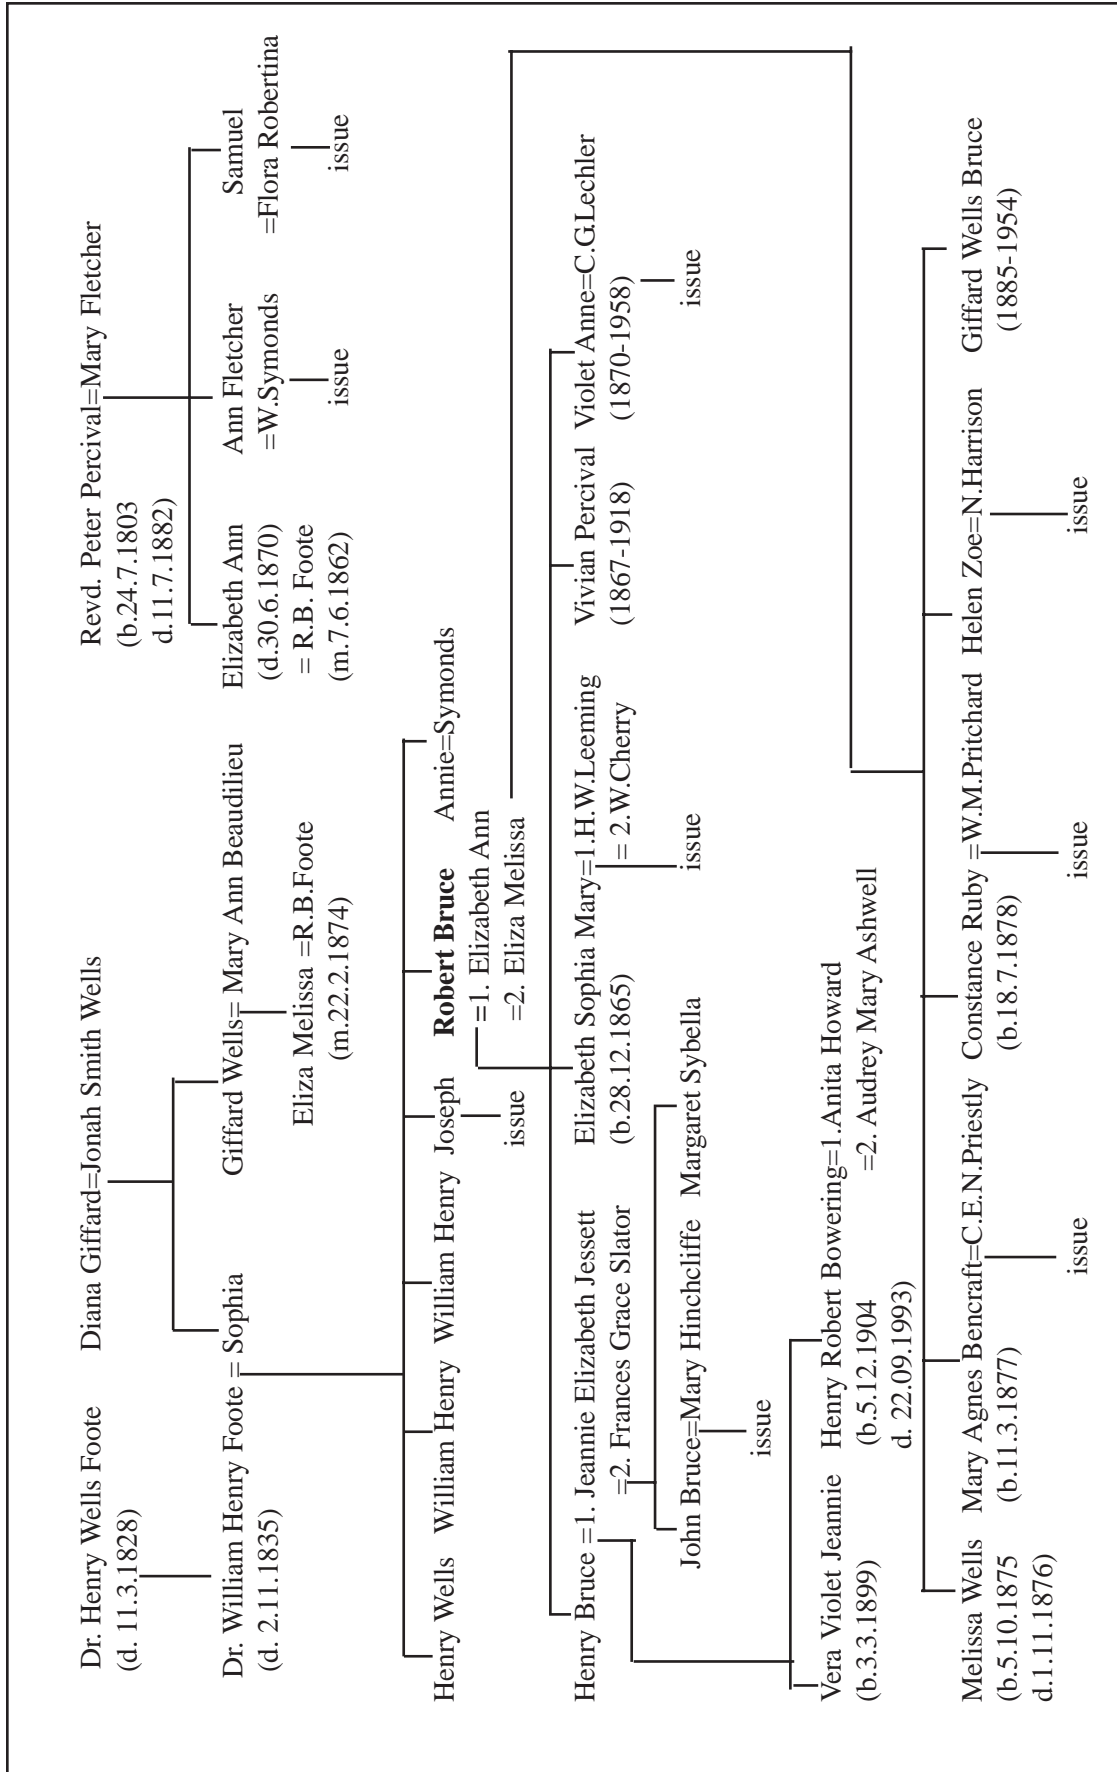 Dr. Henry Wells Foote
(d. 11.3.1828)
Diana Giffard=Jonah Smith Wells
Revd. Peter Percival=Mary Fletcher
(b.24.7.1803
d.11.7.1882)
Dr. William Henry Foote = Sophia
(d. 2.11.1835)
Giffard Wells= Mary Ann Beaudilieu
Eliza Melissa =R.B.Foote
(m.22.2.1874)
Elizabeth Ann
(d.30.6.1870)
= R.B. Foote
(m.7.6.1862)
Ann Fletcher
=W.Symonds
issue
Samuel
=Flora Robertina
issue
Henry Wells
William Henry
William Henry
Joseph
issue
Robert Bruce
=1. Elizabeth Ann
=2. Eliza Melissa
Annie=Symonds
Henry Bruce =1. Jeannie Elizabeth Jessett
=2. Frances Grace Slator
Elizabeth Sophia Mary=1.H.W.Leeming
(b.28.12.1865)
= 2.W.Cherry
issue
Vivian Percival
(1867-1918)
Violet Anne=C.G.Lechler
(1870-1958)
issue
John Bruce=Mary Hinchcliffe
issue
Margaret Sybella
Vera Violet Jeannie
(b.3.3.1899)
Henry Robert Bowering=1.Anita Howard
(b.5.12.1904
=2. Audrey Mary Ashwell
d. 22.09.1993)
Melissa Wells
(b.5.10.1875
d.1.11.1876)
Mary Agnes Bencraft=C.E.N.Priestly
(b.11.3.1877)
issue
Constance Ruby =W.M.Pritchard
(b.18.7.1878)
issue
Helen Zoe=N.Harrison
issue
Giffard Wells Bruce
(1885-1954)